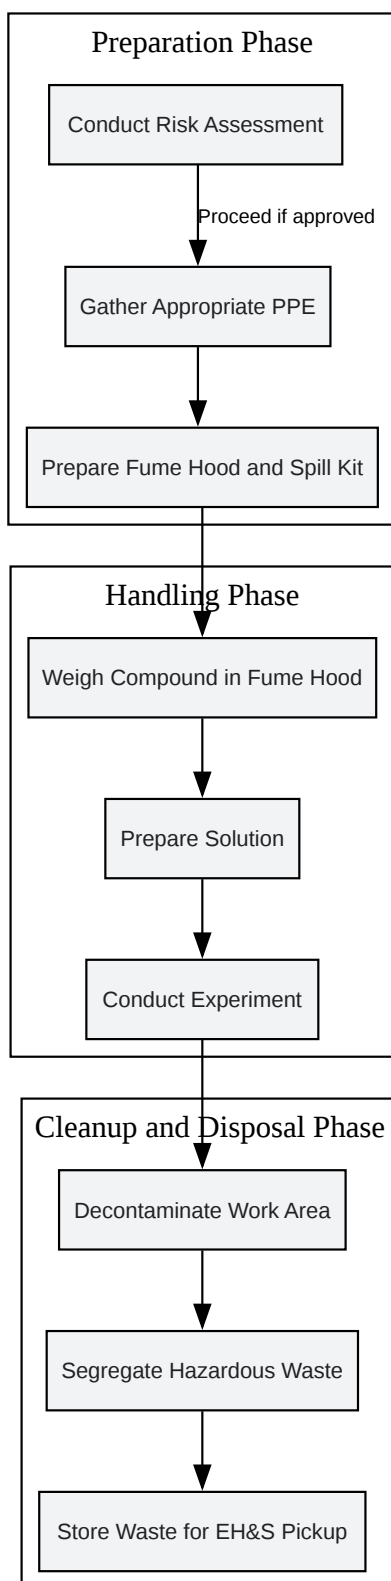 Preparation Phase
Conduct Risk Assessment
Proceed if approved
Gather Appropriate PPE
Prepare Fume Hood and Spill Kit
Handling Phase
Weigh Compound in Fume Hood
Prepare Solution
Conduct Experiment
Cleanup and Disposal Phase
Decontaminate Work Area
Segregate Hazardous Waste
Store Waste for EH&S Pickup